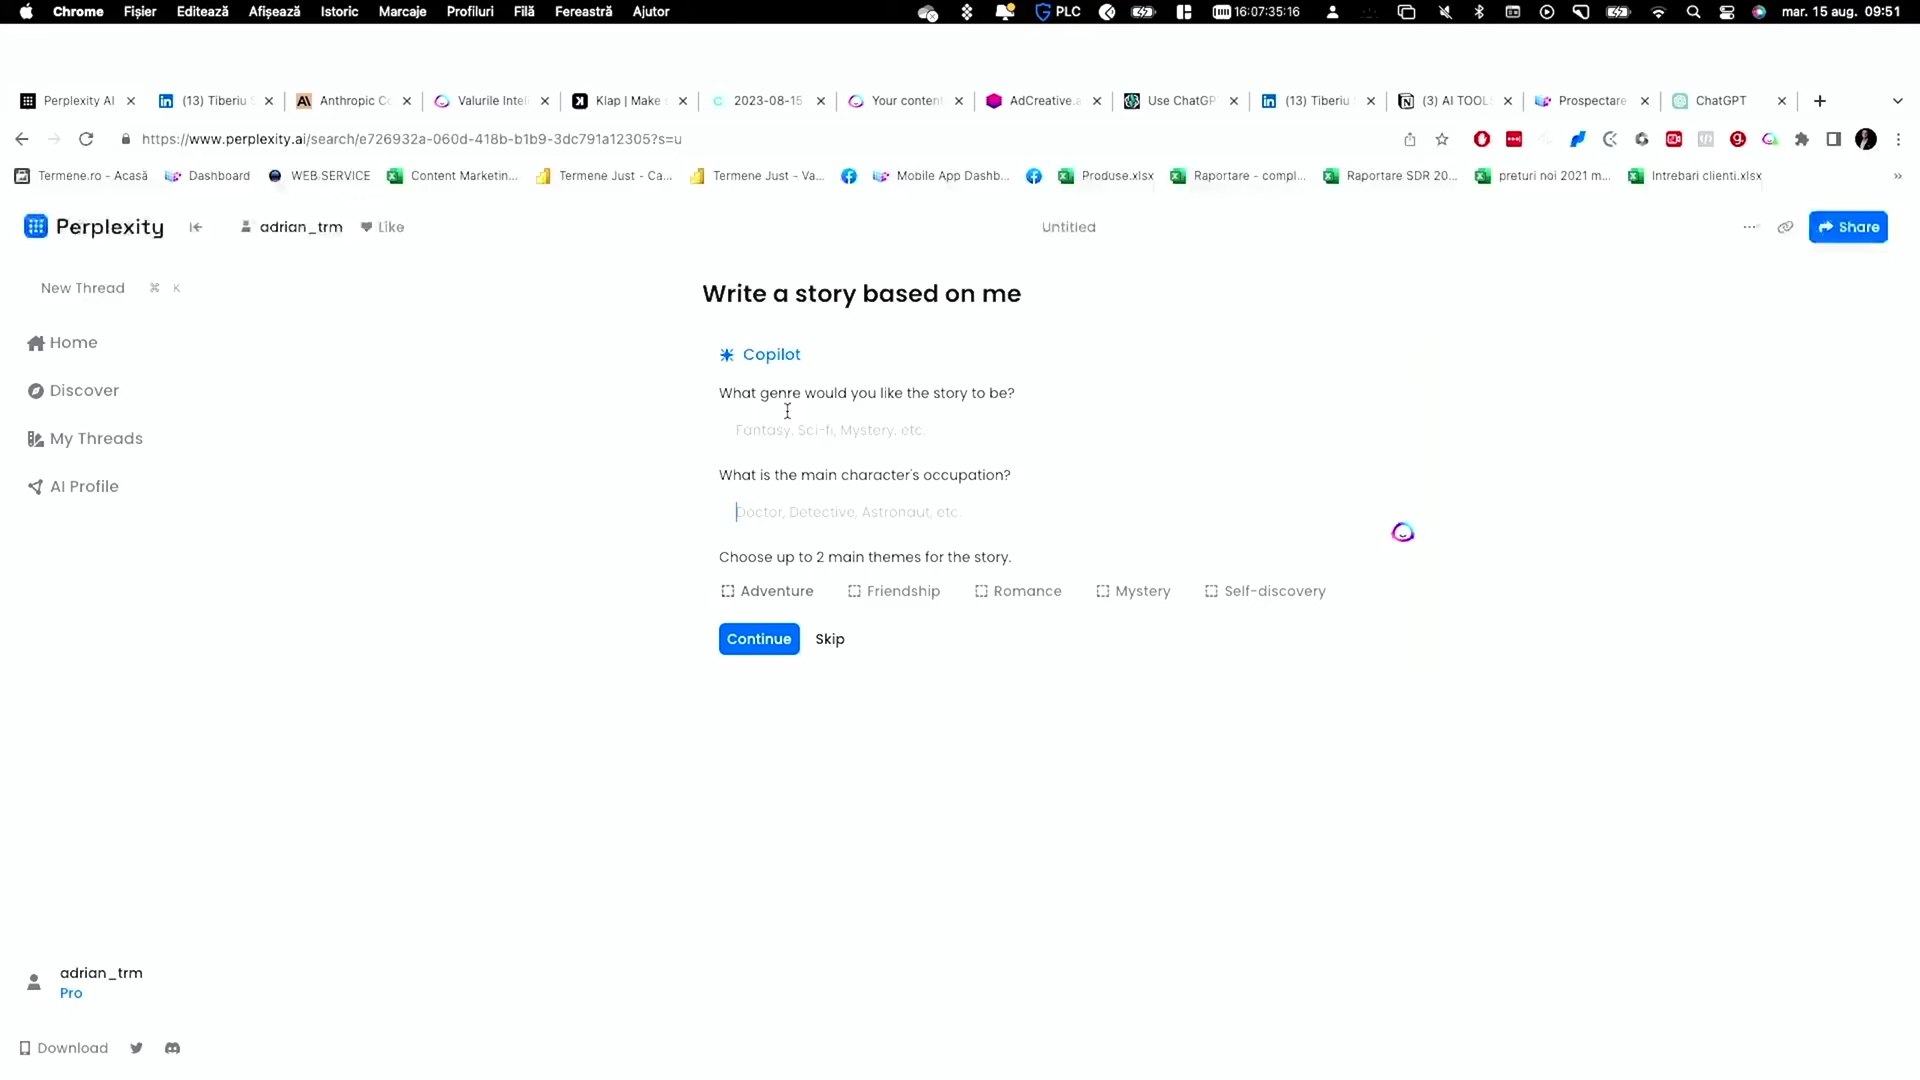 Chrome Fișier Editează Afișează Istoric Marcaje Profiluri Filă Fereastră Ajutor PLC 16:07:35:16 mar. 15 aug. 09:51
Perplexity AI (13) Tiberiu Anthropic Co Valurile Inteli Klap | Make 2023-08-15 Your content AdCreative.a Use ChatGP (13) Tiberiu (3) AI TOOLS Prospectare ChatGPT
https://www.perplexity.ai/search/e726932a-060d-418b-b1b9-3dc791a12305?s=u
Termene.ro - Acasă Dashboard WEB SERVICE Content Marketin... Termene Just - Ca... Termene Just - Va... Mobile App Dashb... Produse.xlsx Raportare - compl... Raportare SDR 20... preturi noi 2021 m... Intrebari clienti.xlsx »
Perplexity adrian_trm Like Untitled Share
New Thread ⌘ K
Home
Discover
My Threads
AI Profile
Write a story based on me
Copilot
What genre would you like the story to be?
Fantasy, Sci-fi, Mystery, etc.
What is the main character's occupation?
Doctor, Detective, Astronaut, etc.
Choose up to 2 main themes for the story.
Adventure Friendship Romance Mystery Self-discovery
Continue Skip
adrian_trm
Pro
Download